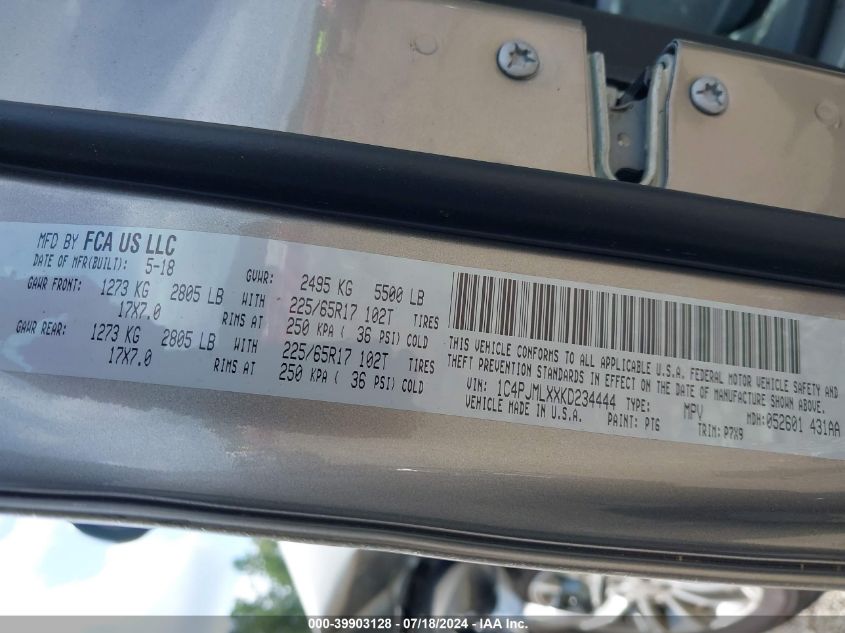 MFD BY FCA US LLC
DATE OF MFR(BUILT): 5-18
GVWR: 2495 KG 5500 LB
GAWR FRONT: 1273 KG 2805 LB WITH 225/65R17 102T TIRES
17X7.0 RIMS AT 250 KPA ( 36 PSI) COLD
GAWR REAR: 1273 KG 2805 LB WITH 225/65R17 102T TIRES
17X7.0 RIMS AT 250 KPA ( 36 PSI) COLD
THIS VEHICLE CONFORMS TO ALL APPLICABLE U.S.A. FEDERAL MOTOR VEHICLE SAFETY AND
THEFT PREVENTION STANDARDS IN EFFECT ON THE DATE OF MANUFACTURE SHOWN ABOVE.
VIN: 1C4PJMLXXKD234444 TYPE: MPV MDH:052601 431AA
VEHICLE MADE IN U.S.A. PAINT: PT6 TRIM: P7X9
000-39903128 - 07/18/2024 - IAA Inc.